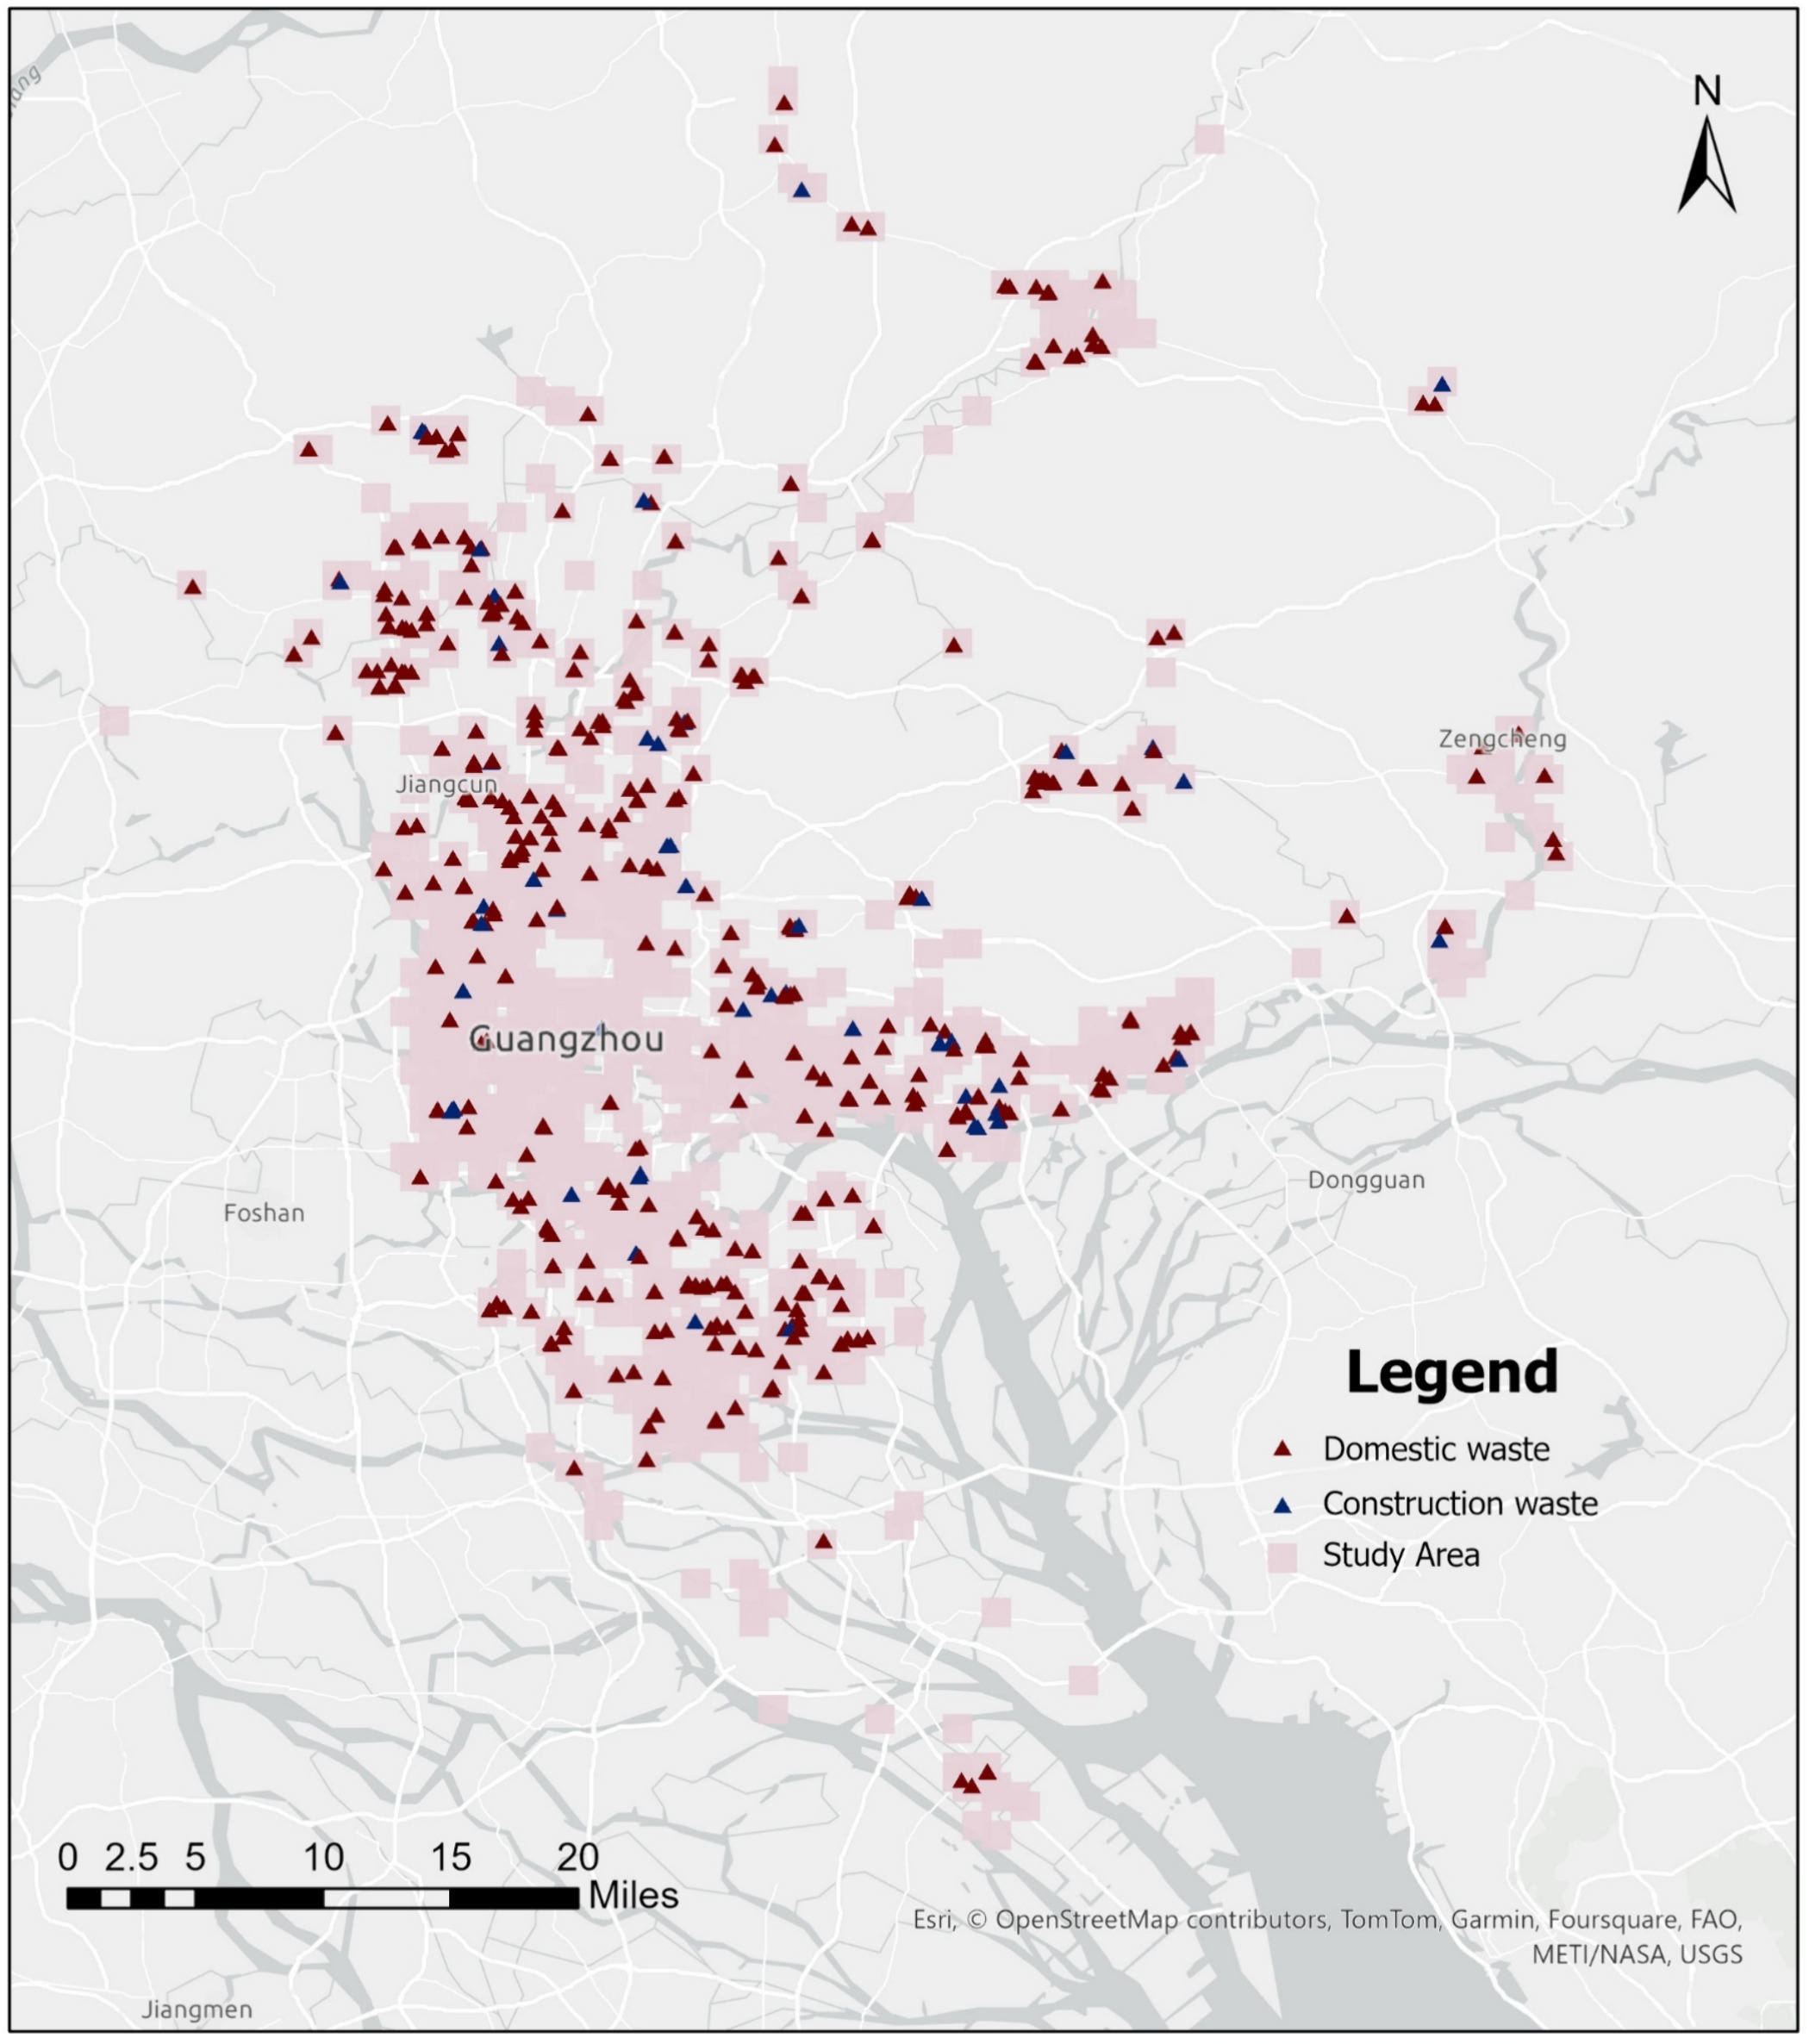 N
Zengcheng
Jiangcun
Guangzhou
Dongguan
Foshan
Legend
Domestic waste
Construction waste
Study Area
0 2.5 5 10 15 20
Miles
Esri, © OpenStreetMap contributors, TomTom, Garmin, Foursquare, FAO,
METI/NASA, USGS
Jiangmen